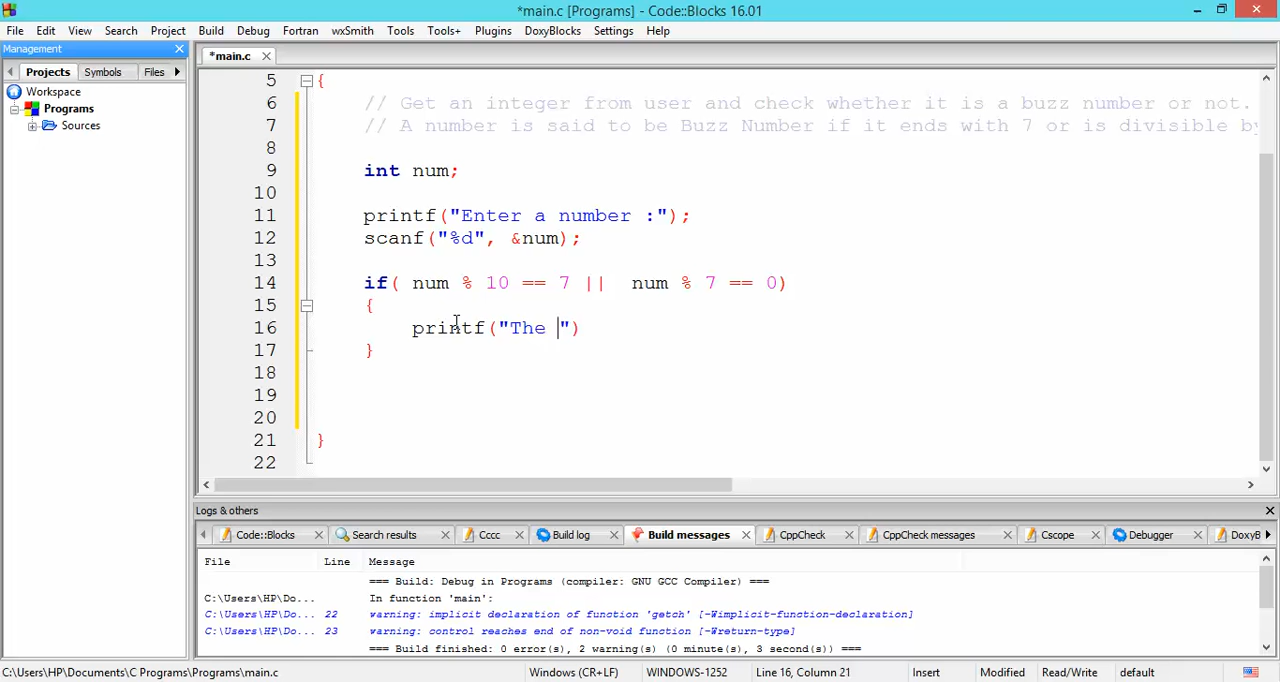 *main.c [Programs] - Code::Blocks 16.01
File Edit View Search Project Build Debug Fortran wxSmith Tools Tools+ Plugins DoxyBlocks Settings Help
Management
*main.c
Projects Symbols Files
Workspace
Programs
Sources
5 {
6 // Get an integer from user and check whether it is a buzz number or not.
7 // A number is said to be Buzz Number if it ends with 7 or is divisible by
8
9 int num;
10
11 printf("Enter a number :");
12 scanf("%d", &num);
13
14 if( num % 10 == 7 || num % 7 == 0)
15 {
16 printf("The ")
17 }
18
19
20
21 }
22
Logs & others
Code::Blocks Search results Cccc Build log Build messages CppCheck CppCheck messages Cscope Debugger DoxyB
File Line Message
=== Build: Debug in Programs (compiler: GNU GCC Compiler) ===
C:\Users\HP\Do... In function 'main':
C:\Users\HP\Do... 22 warning: implicit declaration of function 'getch' [-Wimplicit-function-declaration]
C:\Users\HP\Do... 23 warning: control reaches end of non-void function [-Wreturn-type]
=== Build finished: 0 error(s), 2 warning(s) (0 minute(s), 3 second(s)) ===
C:\Users\HP\Documents\C Programs\Programs\main.c Windows (CR+LF) WINDOWS-1252 Line 16, Column 21 Insert Modified Read/Write default